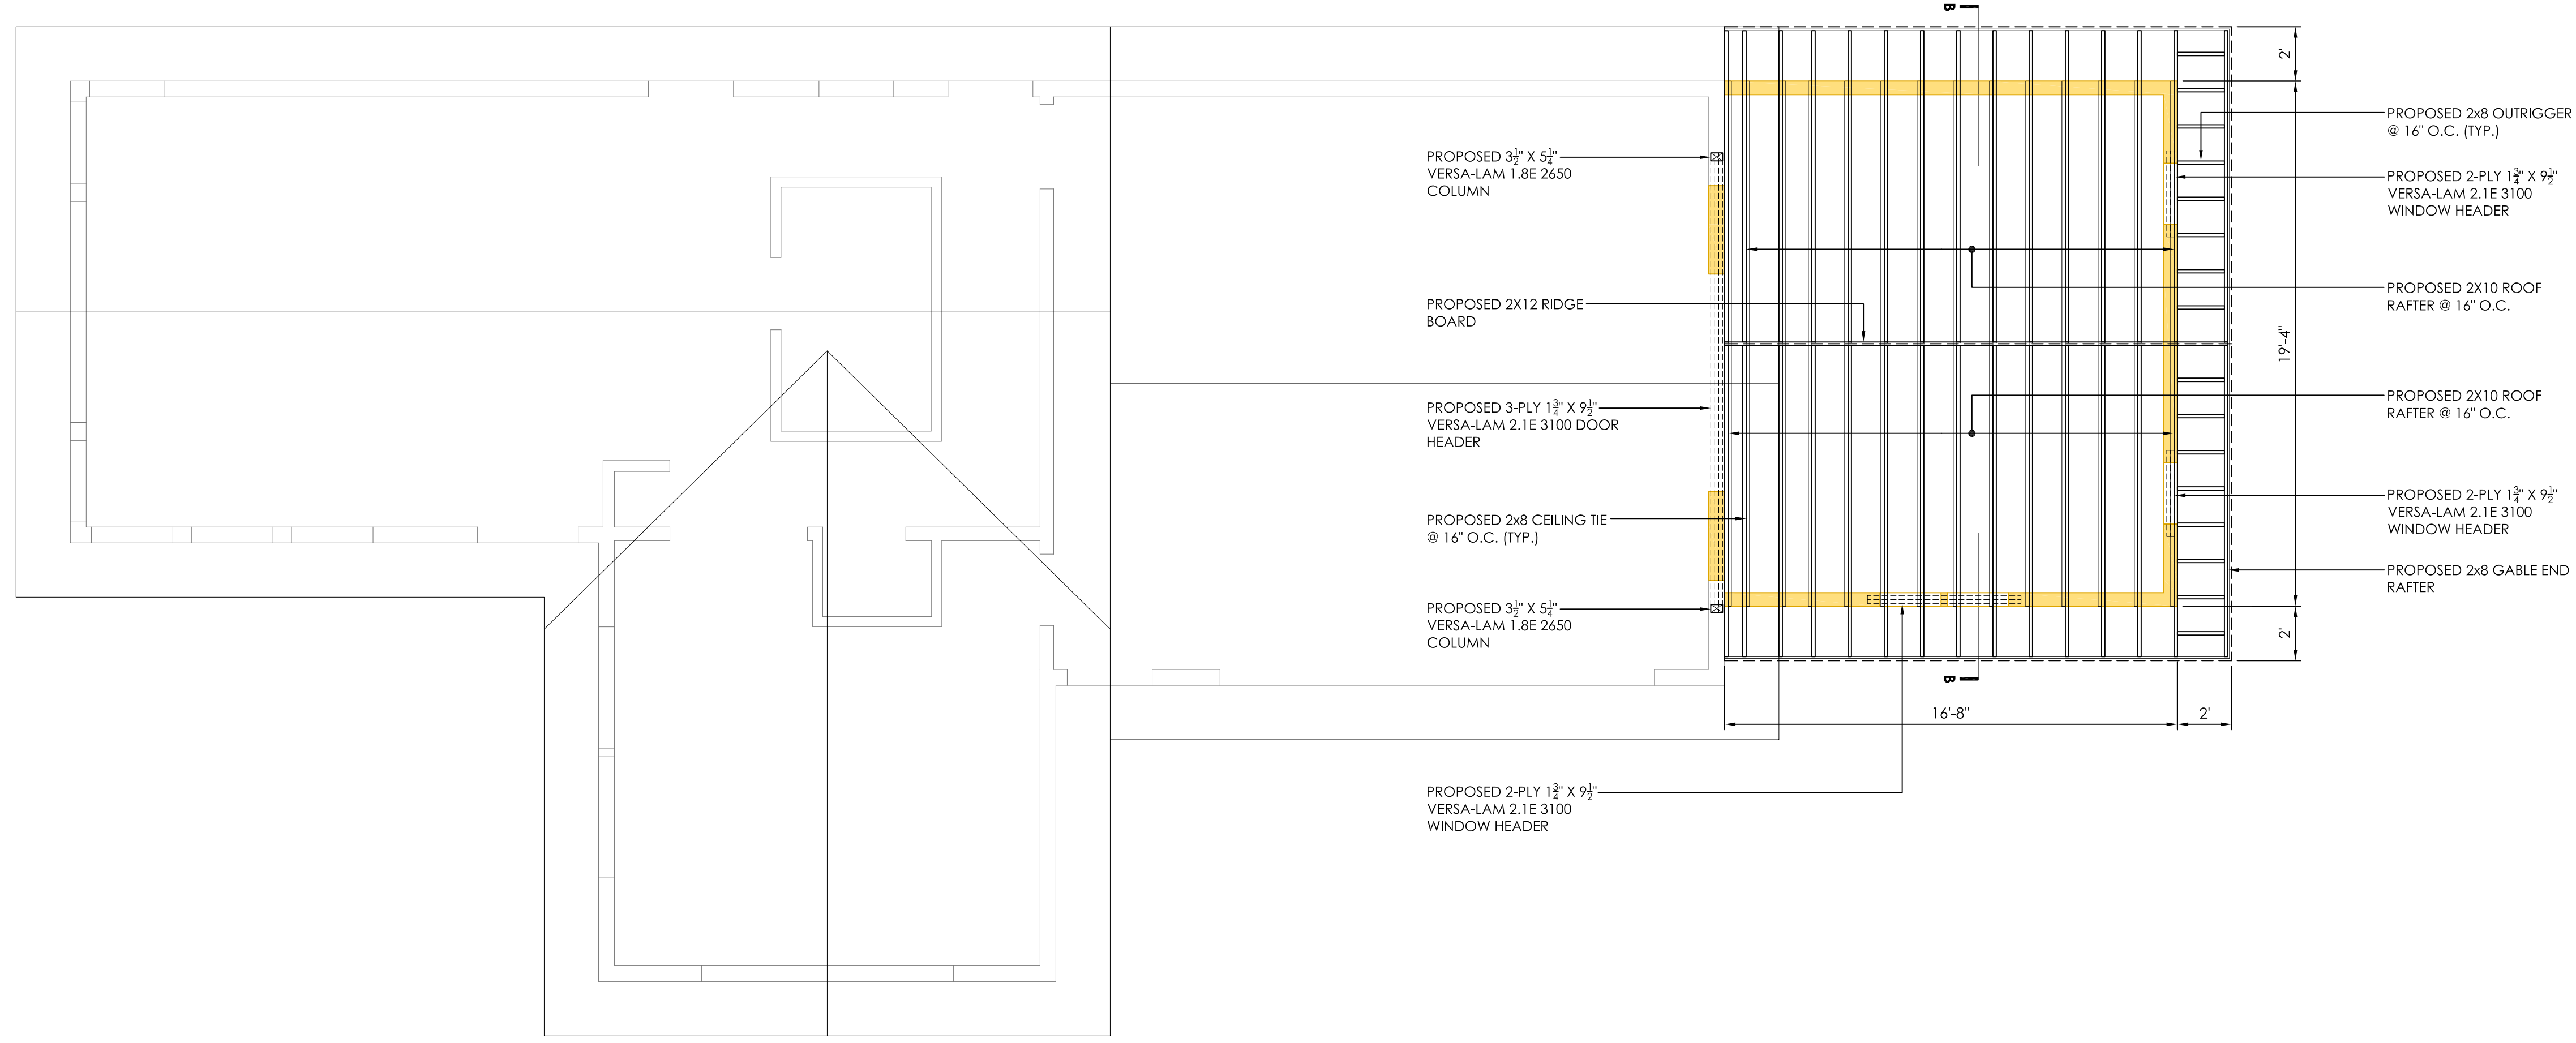 B
2'
PROPOSED 2x8 OUTRIGGER
@ 16" O.C. (TYP.)
PROPOSED 3½" X 5¼"
VERSA-LAM 1.8E 2650
COLUMN
PROPOSED 2-PLY 1¾" X 9½"
VERSA-LAM 2.1E 3100
WINDOW HEADER
PROPOSED 2X12 RIDGE
BOARD
PROPOSED 2X10 ROOF
RAFTER @ 16" O.C.
19'-4"
PROPOSED 3-PLY 1¾" X 9½"
VERSA-LAM 2.1E 3100 DOOR
HEADER
PROPOSED 2X10 ROOF
RAFTER @ 16" O.C.
PROPOSED 2x8 CEILING TIE
@ 16" O.C. (TYP.)
PROPOSED 2-PLY 1¾" X 9½"
VERSA-LAM 2.1E 3100
WINDOW HEADER
PROPOSED 2x8 GABLE END
RAFTER
PROPOSED 3½" X 5¼"
VERSA-LAM 1.8E 2650
COLUMN
2'
B
16'-8"
2'
PROPOSED 2-PLY 1¾" X 9½"
VERSA-LAM 2.1E 3100
WINDOW HEADER